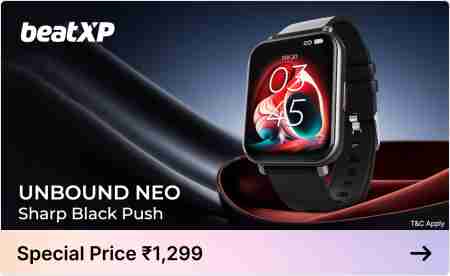 beatXP
03
45
UNBOUND NEO
Sharp Black Push
T&C Apply
Special Price ₹1,299